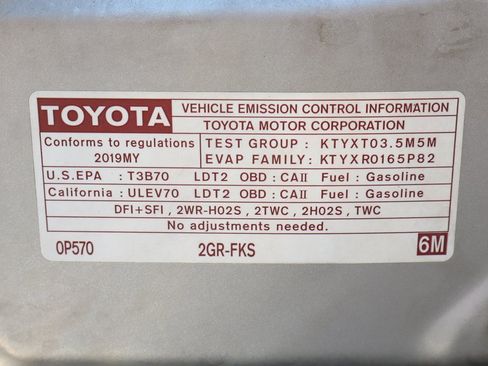 TOYOTA VEHICLE EMISSION CONTROL INFORMATION
TOYOTA MOTOR CORPORATION
Conforms to regulations
2019MY
TEST GROUP : KTYXT03.5M5M
EVAP FAMILY: KTYXR0165P82
U.S.EPA : T3B70 LDT2 OBD : CAII Fuel : Gasoline
California : ULEV70 LDT2 OBD : CAII Fuel : Gasoline
DFI+SFI , 2WR-HO2S , 2TWC , 2HO2S , TWC
No adjustments needed.
0P570 2GR-FKS 6M